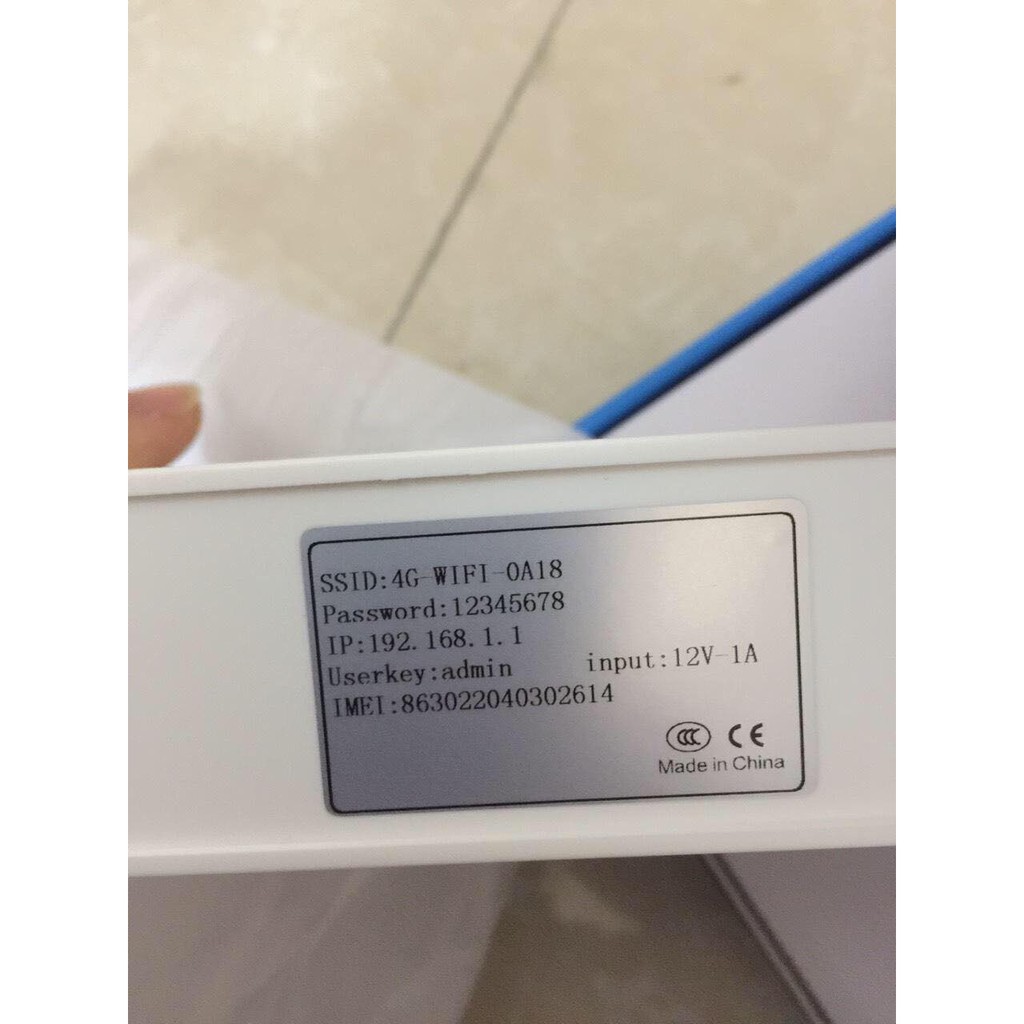 SSID:4G-WIFI-0A18
Password:12345678
IP:192.168.1.1
Userkey:admin input:12V-1A
IMEI:863022040302614
CCC CE
Made in China